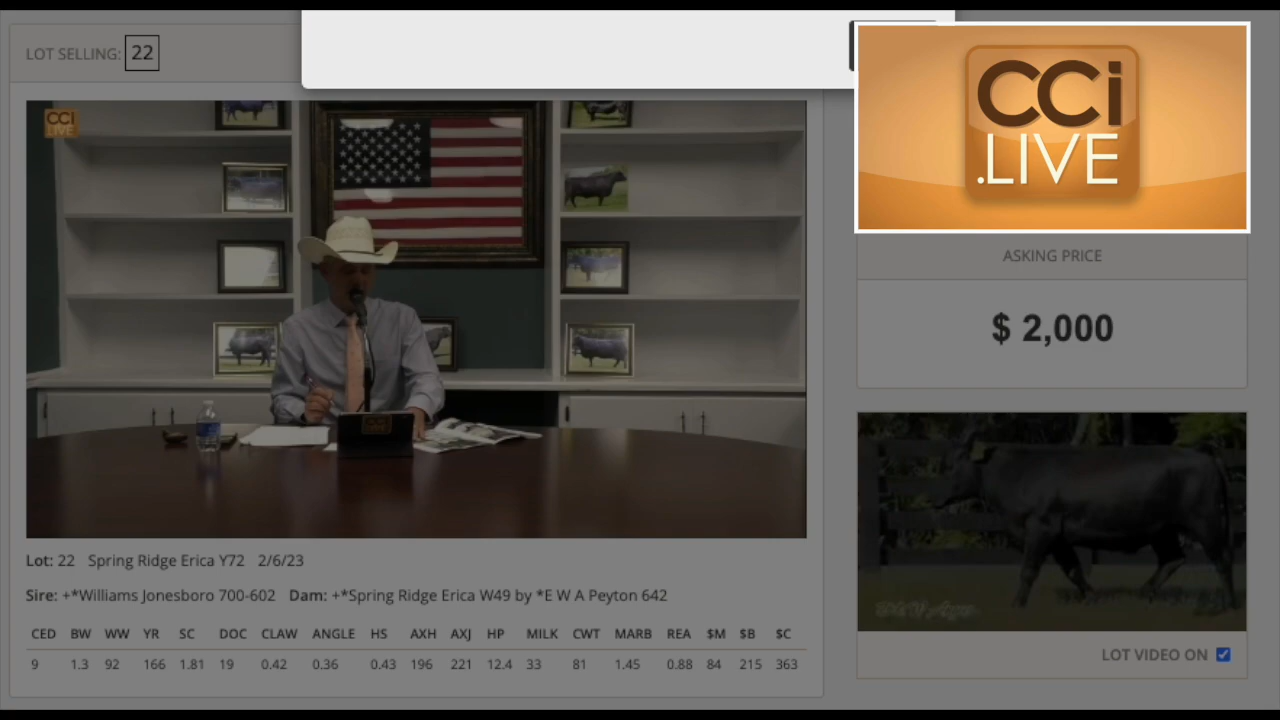 LOT SELLING: 22
CCi
LIVE
CCi
.LIVE
ASKING PRICE
$ 2,000
Lot: 22 Spring Ridge Erica Y72 2/6/23
Sire: +*Williams Jonesboro 700-602 Dam: +*Spring Ridge Erica W49 by *E W A Peyton 642
CED BW WW YR SC DOC CLAW ANGLE HS AXH AXJ HP MILK CWT MARB REA $M $B $C
9 1.3 92 166 1.81 19 0.42 0.36 0.43 196 221 12.4 33 81 1.45 0.88 84 215 363
LOT VIDEO ON